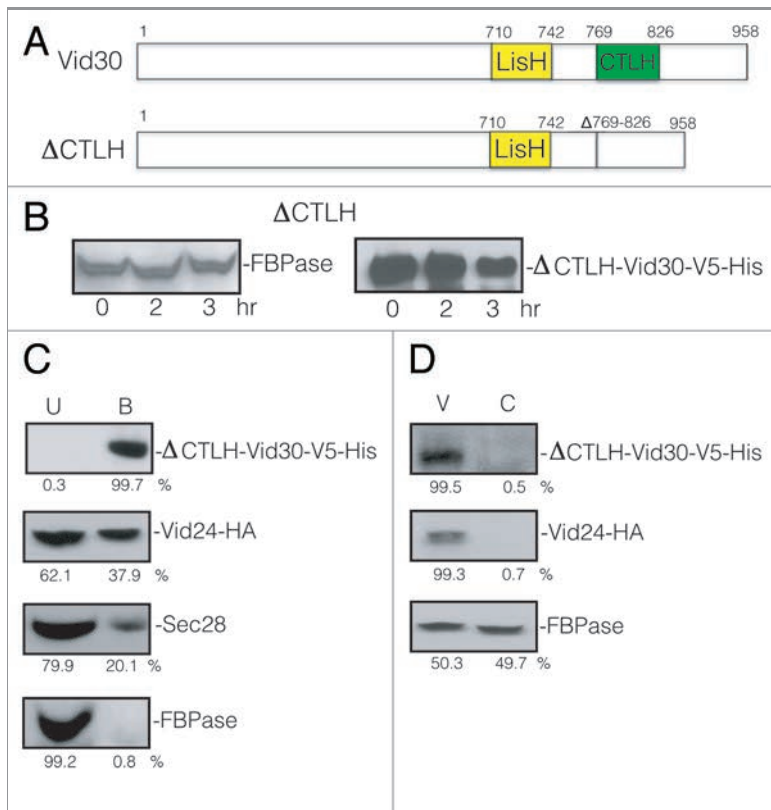 A
1 710 742 769 826 958
Vid30 LisH CTLH
1 710 742 Δ769-826 958
ΔCTLH LisH
B
ΔCTLH
-FBPase
-ΔCTLH-Vid30-V5-His
0 2 3 hr
0 2 3 hr
C
U B
-ΔCTLH-Vid30-V5-His
0.3 99.7 %
-Vid24-HA
62.1 37.9 %
-Sec28
79.9 20.1 %
-FBPase
99.2 0.8 %
D
V C
-ΔCTLH-Vid30-V5-His
99.5 0.5 %
-Vid24-HA
99.3 0.7 %
-FBPase
50.3 49.7 %